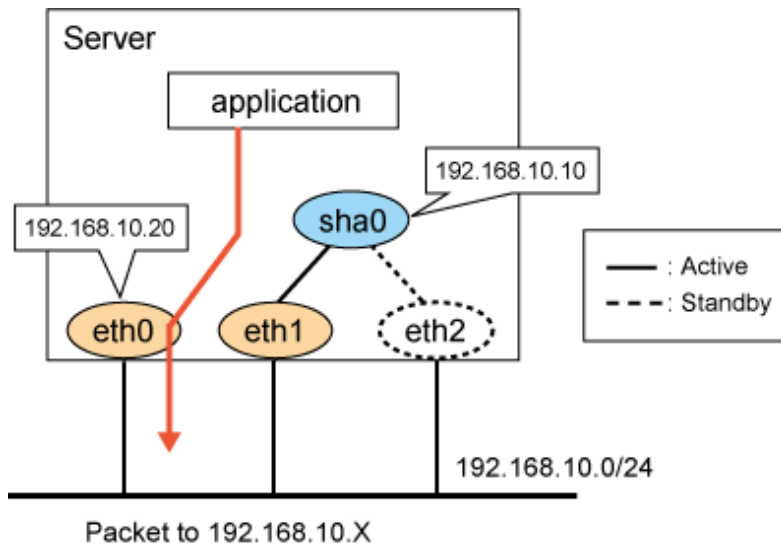 Server
application
192.168.10.10
sha0
192.168.10.20
eth0
eth1
eth2
: Active
: Standby
192.168.10.0/24
Packet to 192.168.10.X